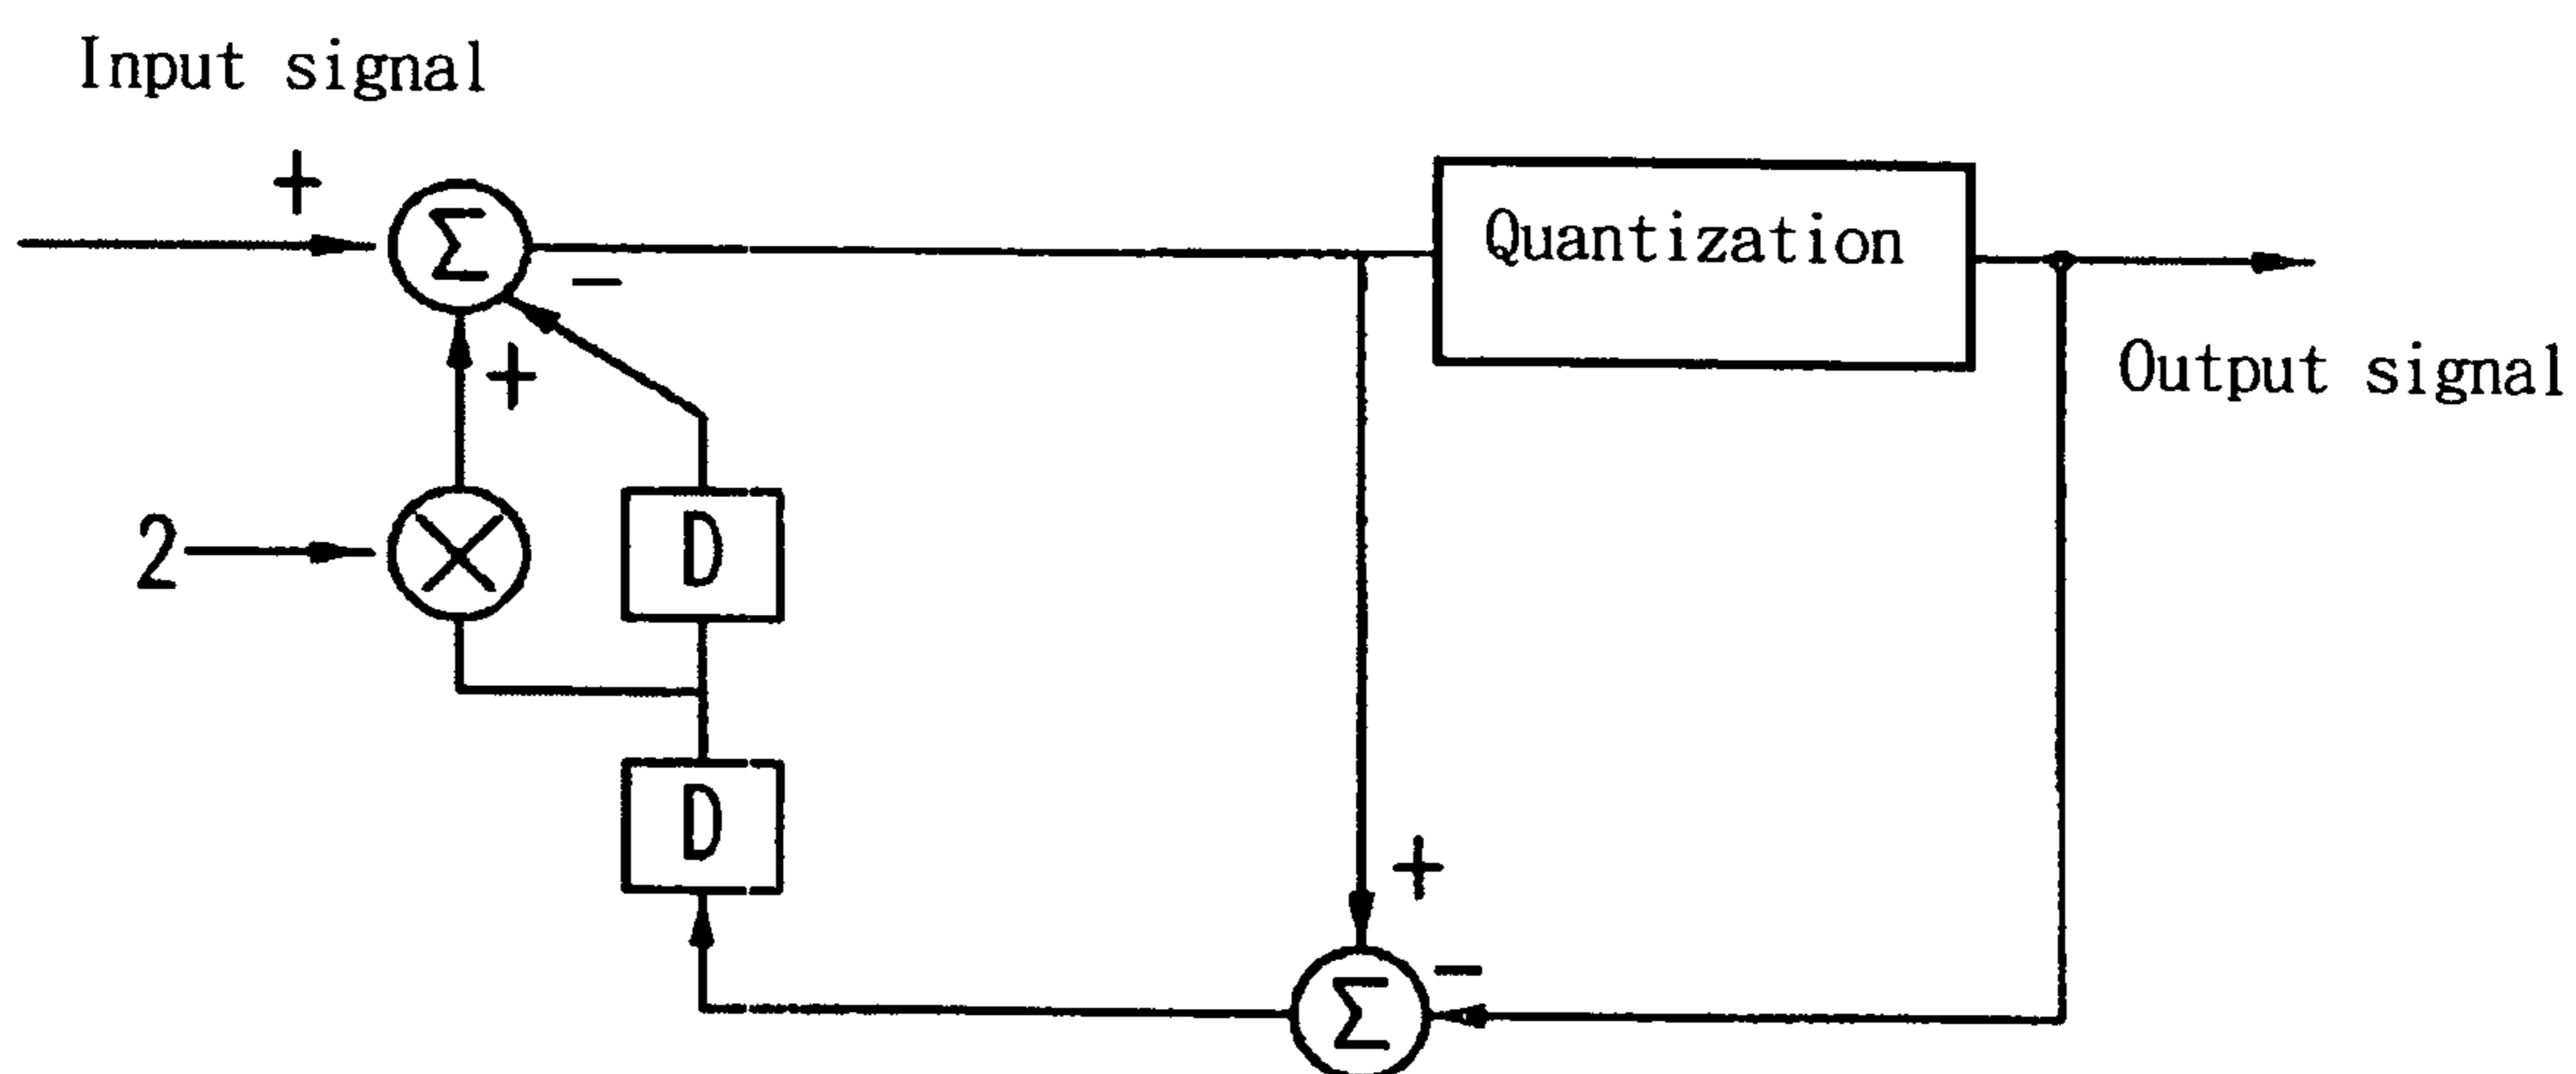 Input signal
+
Σ
−
Quantization
+
Output signal
2
×
D
D
+
−
Σ